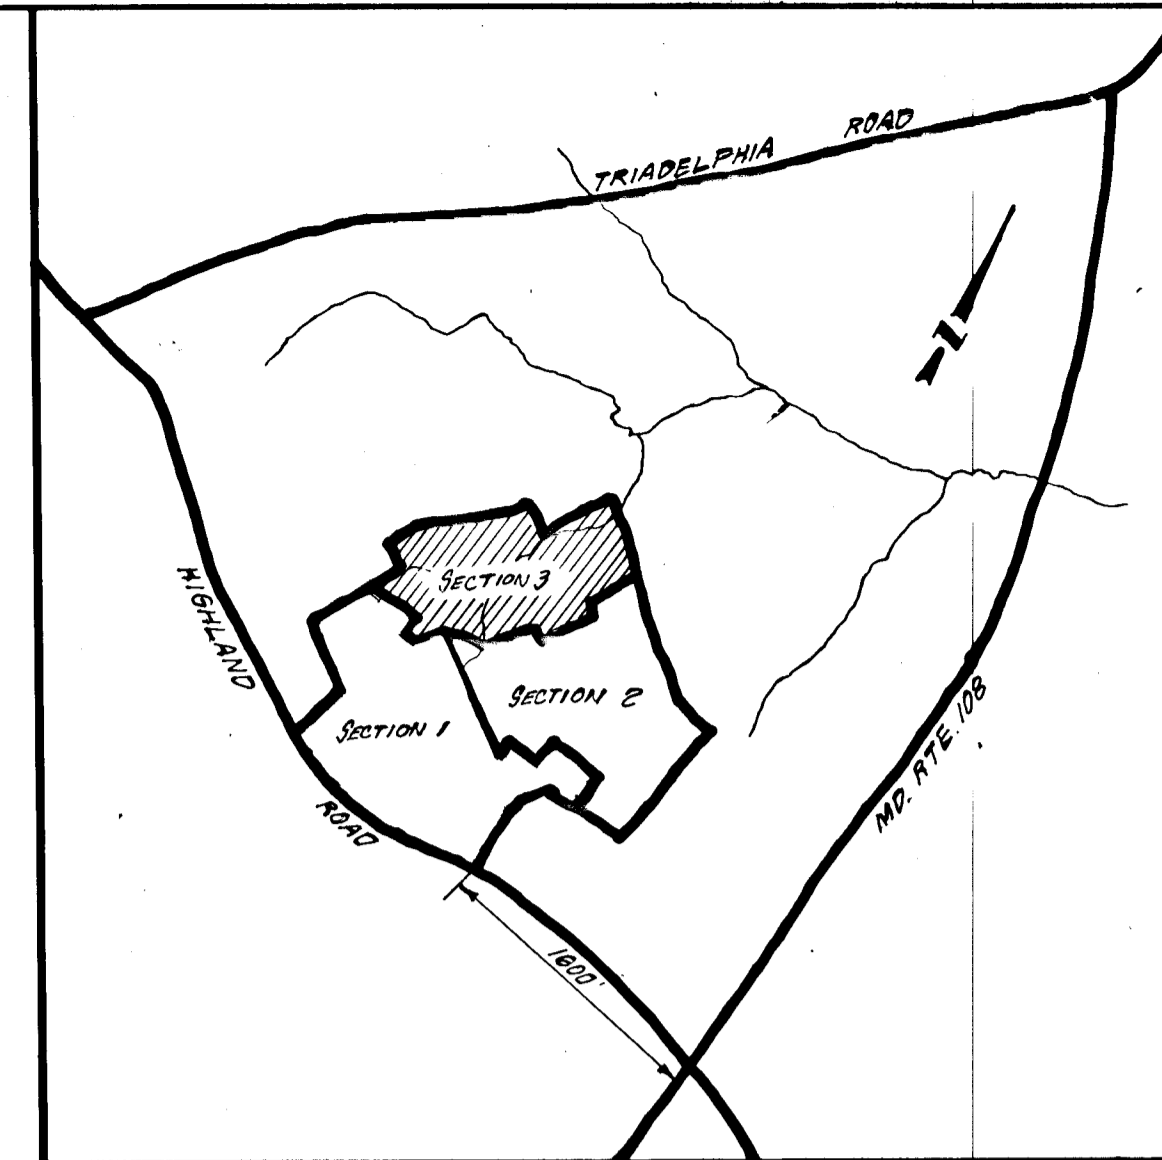 TRIADELPHIA ROAD
N
SECTION 3
HIGHLAND ROAD
SECTION 2
SECTION 1
MD. RTE. 108
1600'